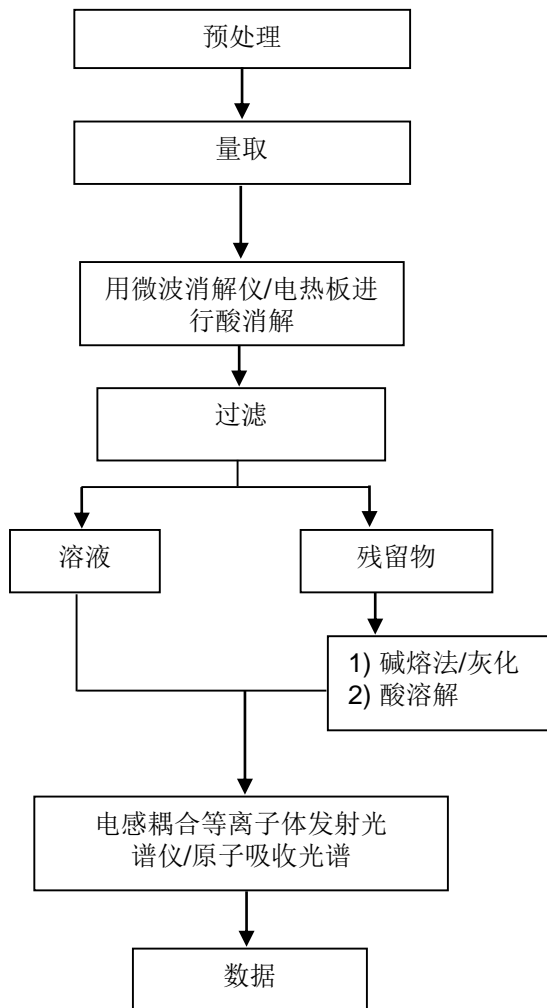 预处理
量取
用微波消解仪/电热板进
行酸消解
过滤
溶液
残留物
1) 碱熔法/灰化
2) 酸溶解
电感耦合等离子体发射光
谱仪/原子吸收光谱
数据